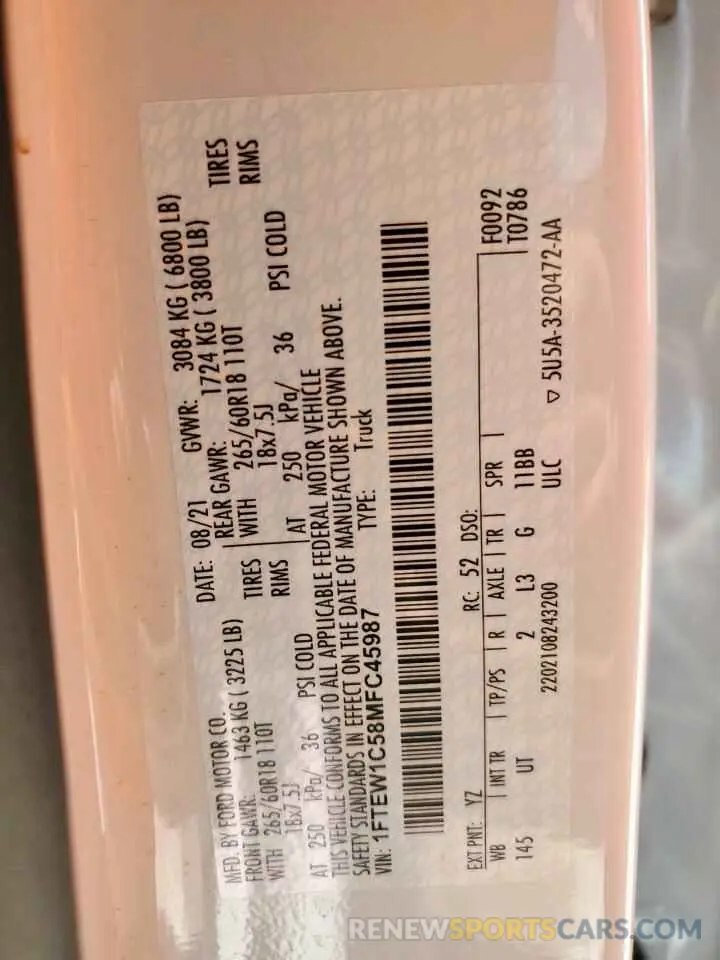 MFD. BY FORD MOTOR CO.
DATE: 08/21 GVWR: 3084 KG ( 6800 LB)
FRONT GAWR: 1463 KG ( 3225 LB) REAR GAWR: 1724 KG ( 3800 LB)
WITH 265/60R18 110T TIRES WITH 265/60R18 110T TIRES
18x7.5J RIMS 18x7.5J RIMS
AT 250 kPa/ 36 PSI COLD AT 250 kPa/ 36 PSI COLD
THIS VEHICLE CONFORMS TO ALL APPLICABLE FEDERAL MOTOR VEHICLE
SAFETY STANDARDS IN EFFECT ON THE DATE OF MANUFACTURE SHOWN ABOVE.
VIN: 1FTEW1C58MFC45987 TYPE: Truck
EXT PNT: YZ RC: 52 DSO: F0092
WB INT TR TP/PS R AXLE TR SPR T0786
145 UT 2 L3 G 11BB
2202108243200 ULC ▽ 5U5A-3520472-AA
RENEWSPORTSCARS.COM